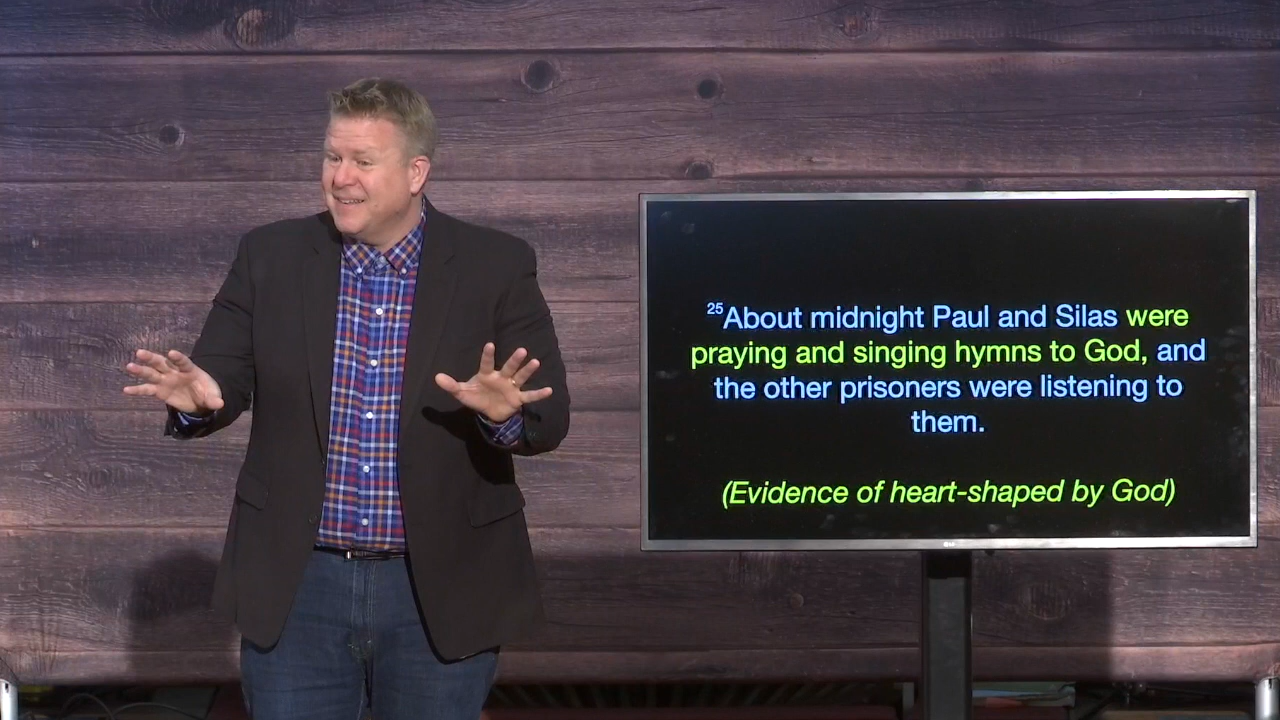 25About midnight Paul and Silas were
praying and singing hymns to God, and
the other prisoners were listening to
them.
(Evidence of heart-shaped by God)